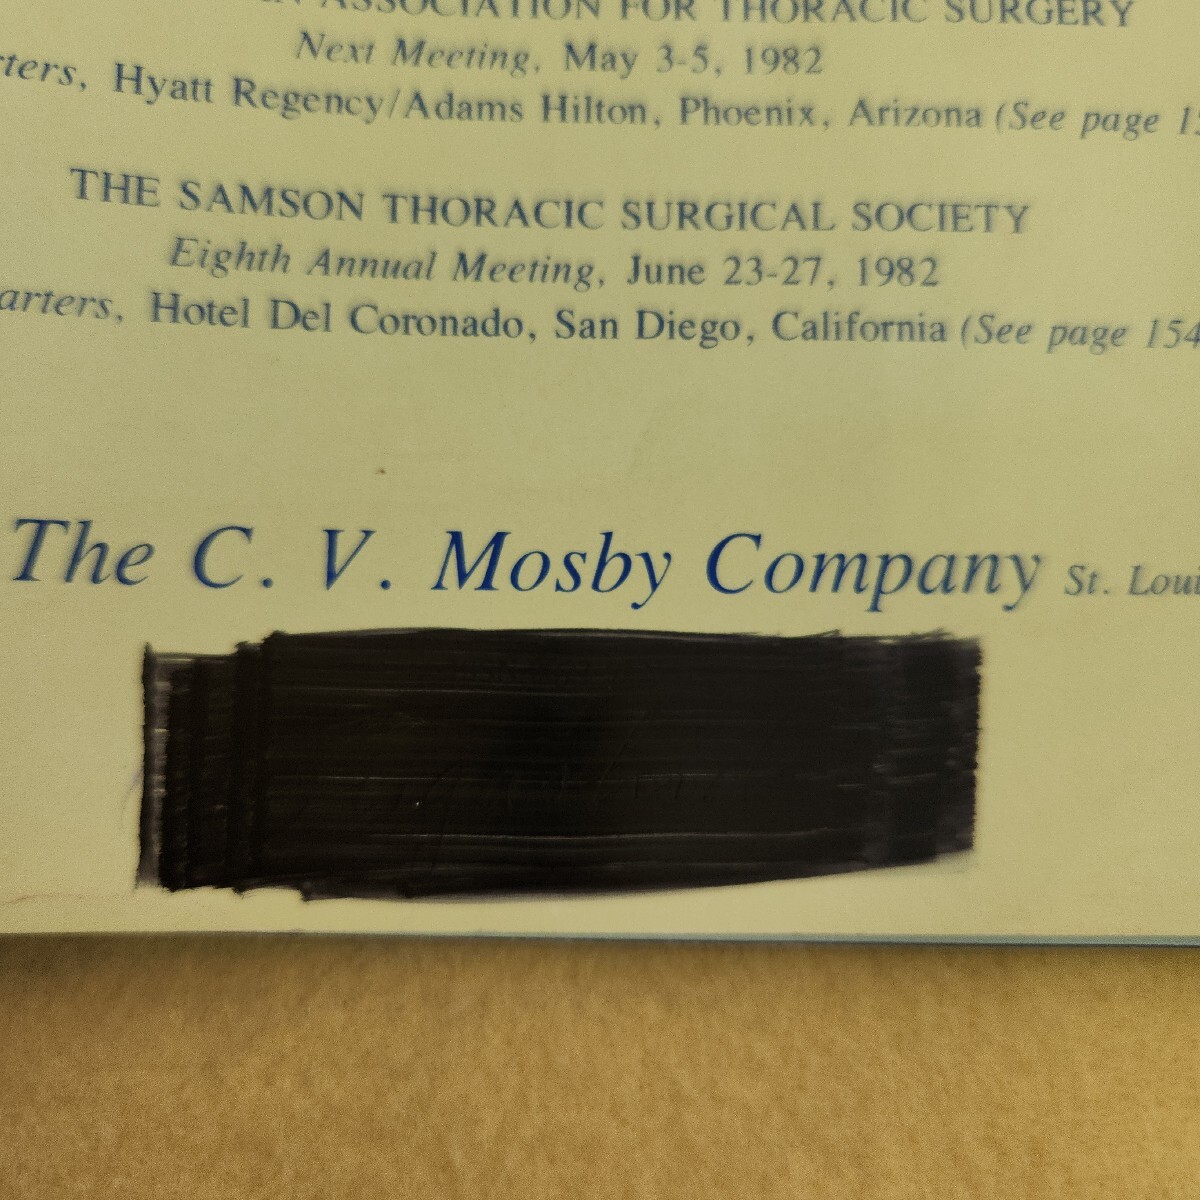 ASSOCIATION FOR THORACIC SURGERY
Next Meeting, May 3-5, 1982
Hyatt Regency/Adams Hilton, Phoenix, Arizona (See page
THE SAMSON THORACIC SURGICAL SOCIETY
Eighth Annual Meeting, June 23-27, 1982
arters, Hotel Del Coronado, San Diego, California (See page 154
The C. V. Mosby Company St. Loui